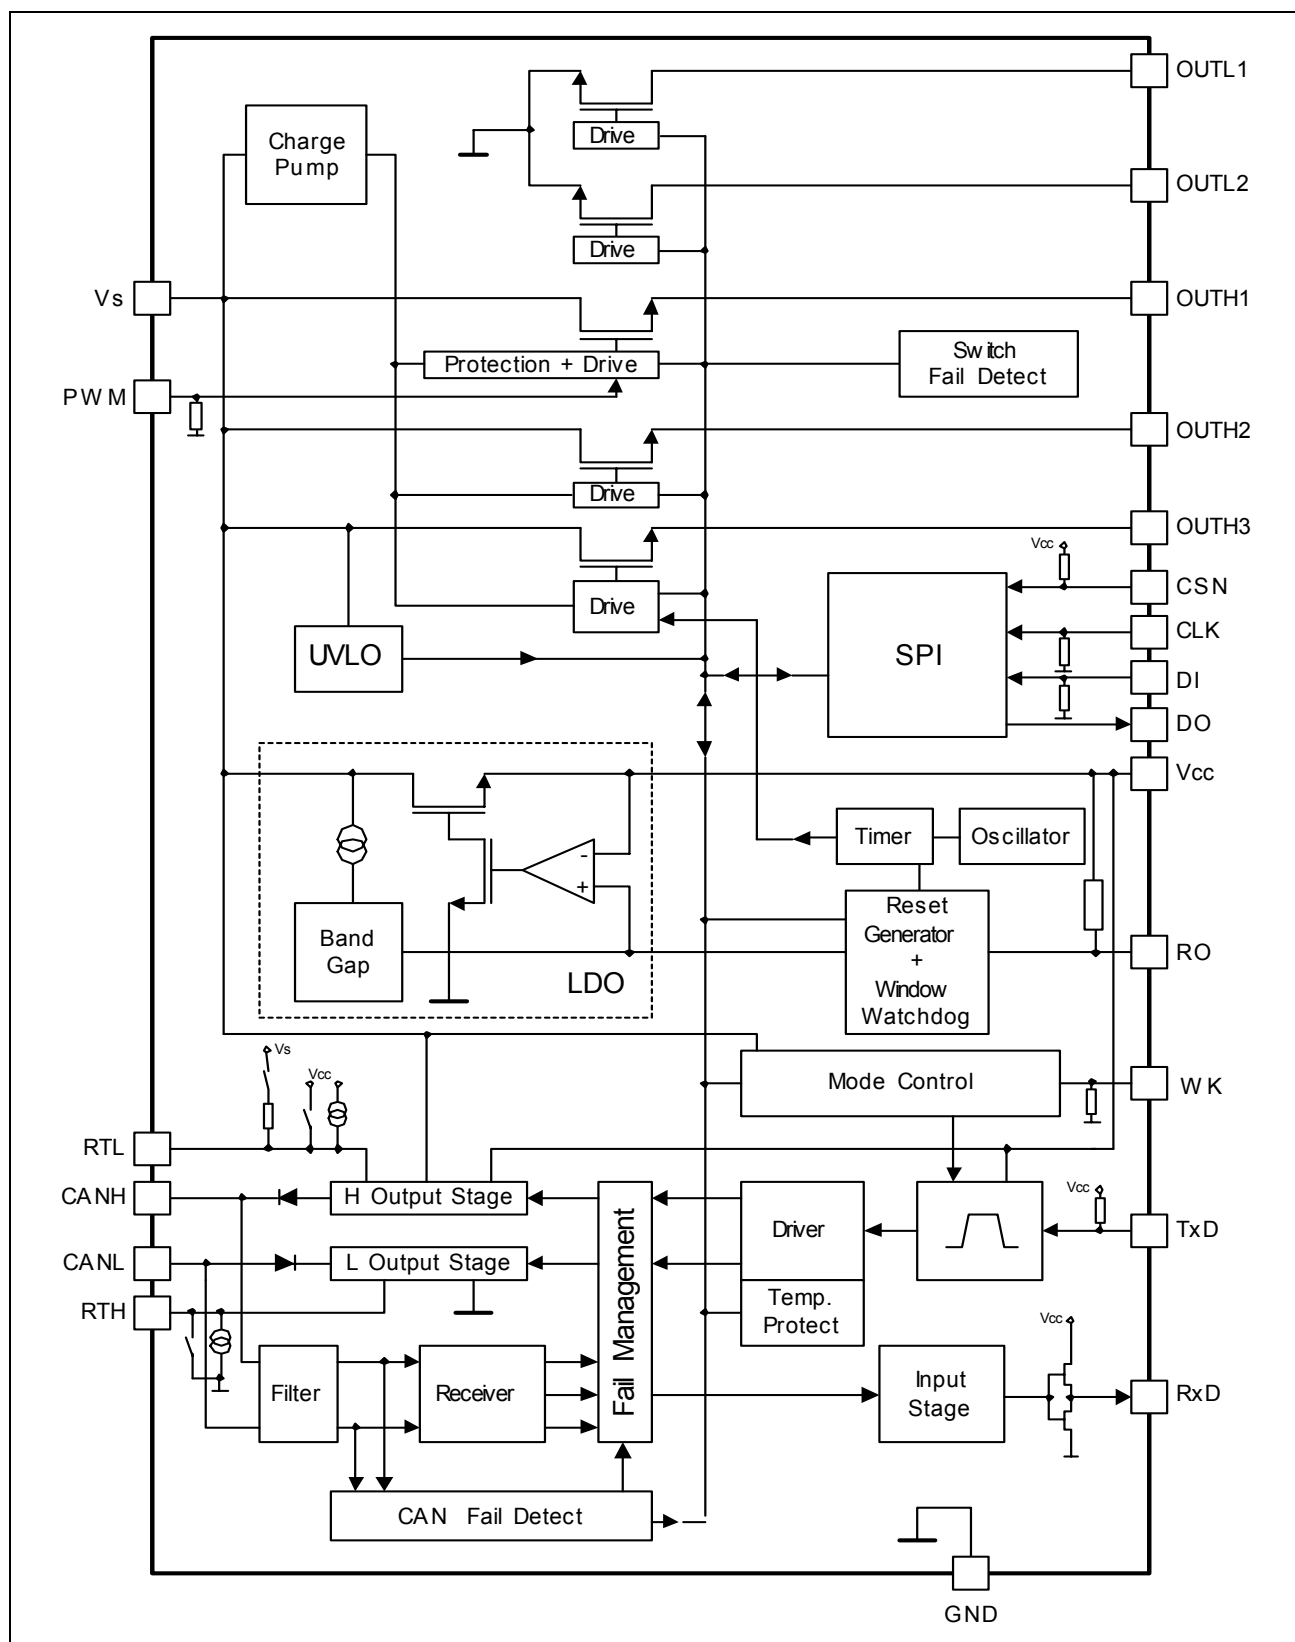 OUTL1
Charge
Pump
Drive
OUTL2
Drive
Vs
OUTH1
Protection + Drive
Switch
Fail Detect
PWM
OUTH2
Drive
OUTH3
Vcc
CSN
Drive
CLK
UVLO
SPI
DI
DO
Vcc
Timer
Oscillator
-
+
Reset
Generator
+
Window
Watchdog
Band
Gap
RO
LDO
Vs
Vcc
Mode Control
WK
RTL
CANH
H Output Stage
Fail Management
Driver
Vcc
TxD
CANL
L Output Stage
RTH
Temp.
Protect
Vcc
Filter
Receiver
Input
Stage
RxD
CAN Fail Detect
GND